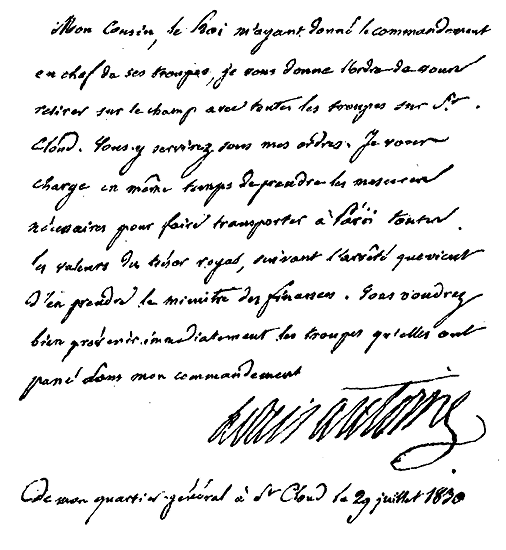 Mon Cousin, le Roi m'ayant donné le commandement
en chef de ses troupes, je vous donne l'ordre de vous
retirer sur le champ avec toutes les troupes sur St.
Cloud. Vous y servirez sous mes ordres. Je vous
charge en même temps de prendre les mesures
nécessaires pour faire transporter à Paris toutes
les valeurs du trésor royal, suivant l'arrêté que vient
d'en prendre le ministre des finances. Vous voudrez
bien prévenir immédiatement les troupes qu'elles ont
passé sous mon commandement
Louis antoine
De mon quartier-général à St Cloud le 29 juillet 1830